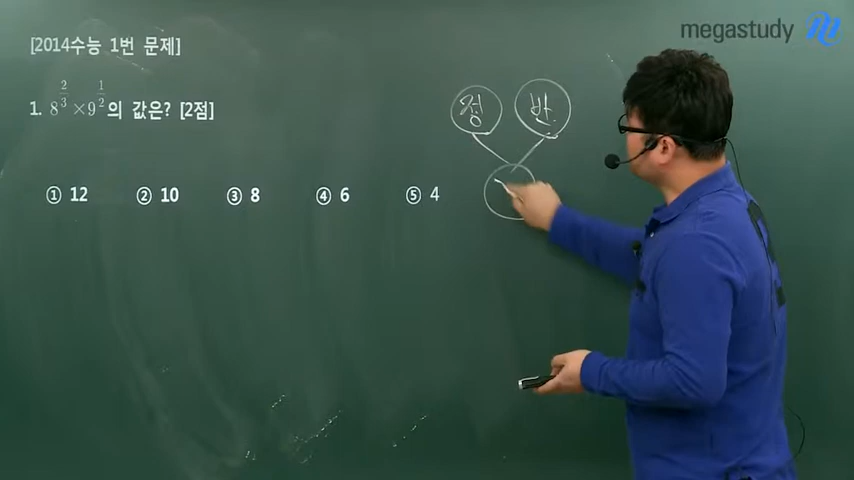 megastudy
[2014수능 1번 문제]
1. 8^{2/3} × 9^{1/2}의 값은? [2점]
정 반
① 12 ② 10 ③ 8 ④ 6 ⑤ 4